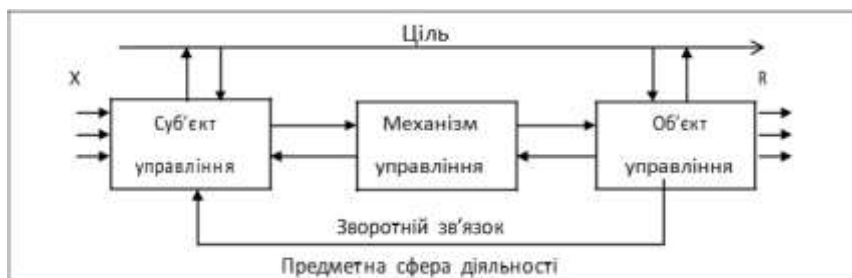 Ціль
X
R
Суб'єкт
управління
Механізм
управління
Об'єкт
управління
Зворотній зв'язок
Предметна сфера діяльності